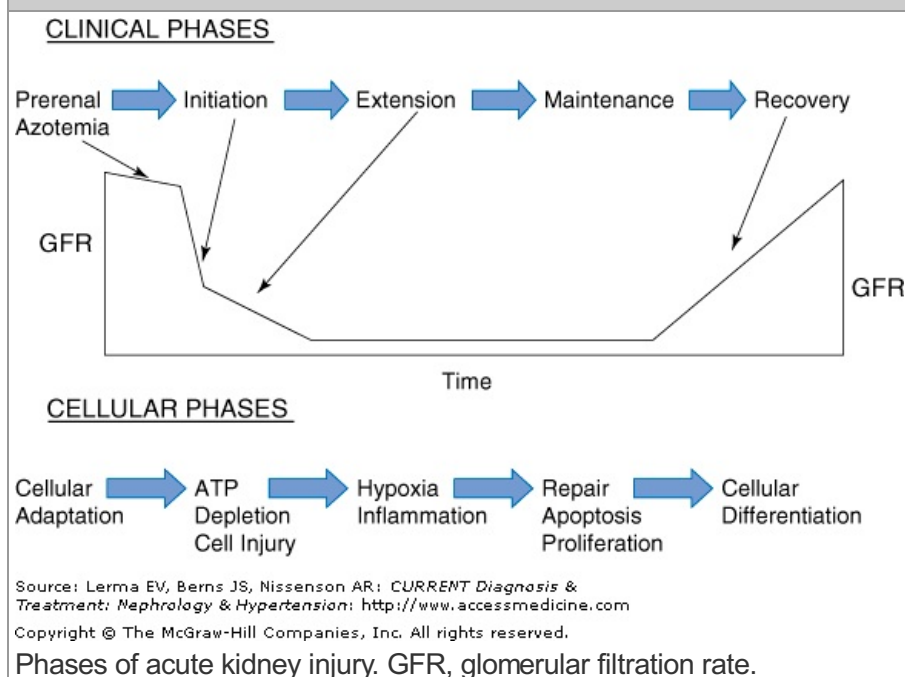 CLINICAL PHASES
Prerenal Azotemia
Initiation
Extension
Maintenance
Recovery
GFR
GFR
Time
CELLULAR PHASES
Cellular Adaptation
ATP Depletion Cell Injury
Hypoxia Inflammation
Repair Apoptosis Proliferation
Cellular Differentiation
Source: Lerma EV, Berns JS, Nissenson AR: CURRENT Diagnosis &
Treatment: Nephrology & Hypertension: http://www.accessmedicine.com
Copyright © The McGraw-Hill Companies, Inc. All rights reserved.
Phases of acute kidney injury. GFR, glomerular filtration rate.